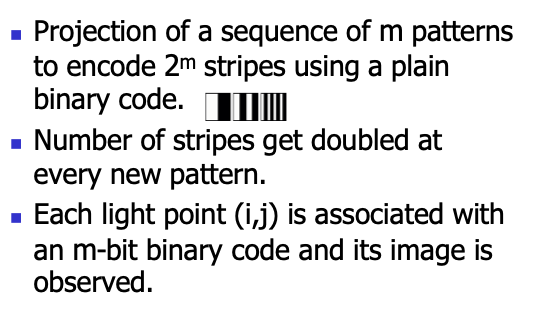 ▪ Projection of a sequence of m patterns
to encode 2ᵐ stripes using a plain
binary code.
▪ Number of stripes get doubled at
every new pattern.
▪ Each light point (i,j) is associated with
an m-bit binary code and its image is
observed.